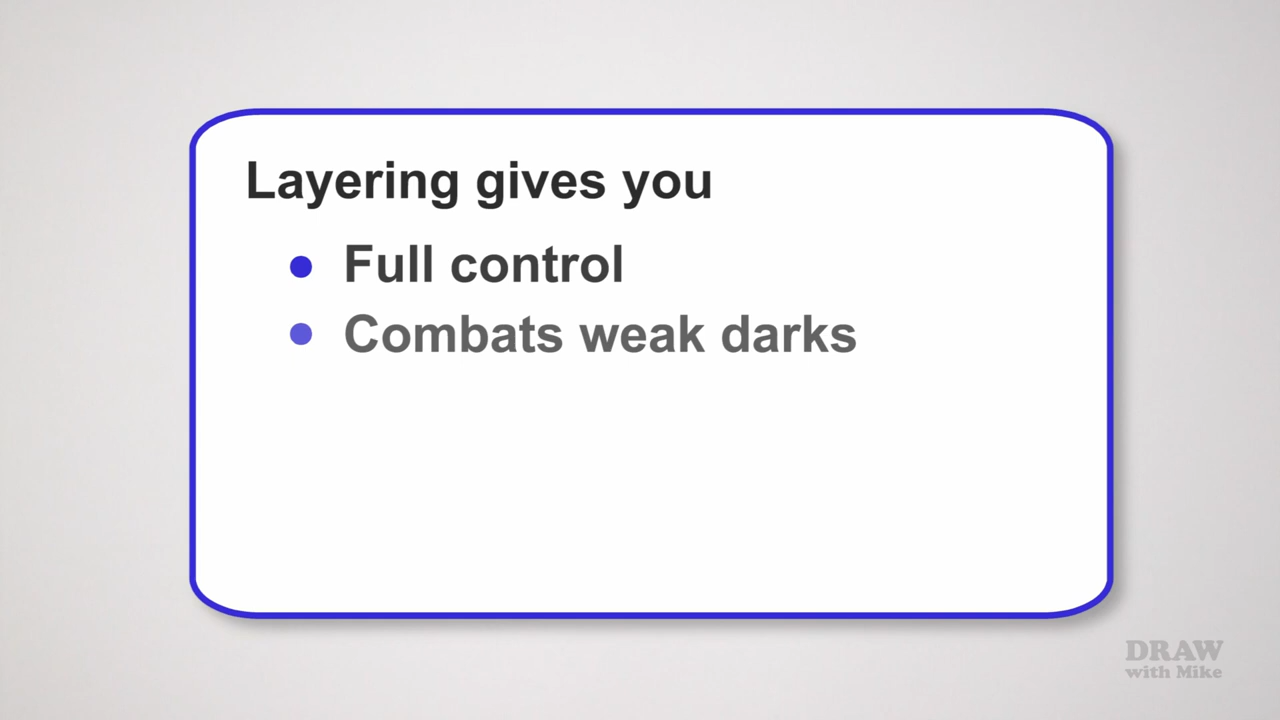 Layering gives you
● Full control
● Combats weak darks
DRAW
with Mike